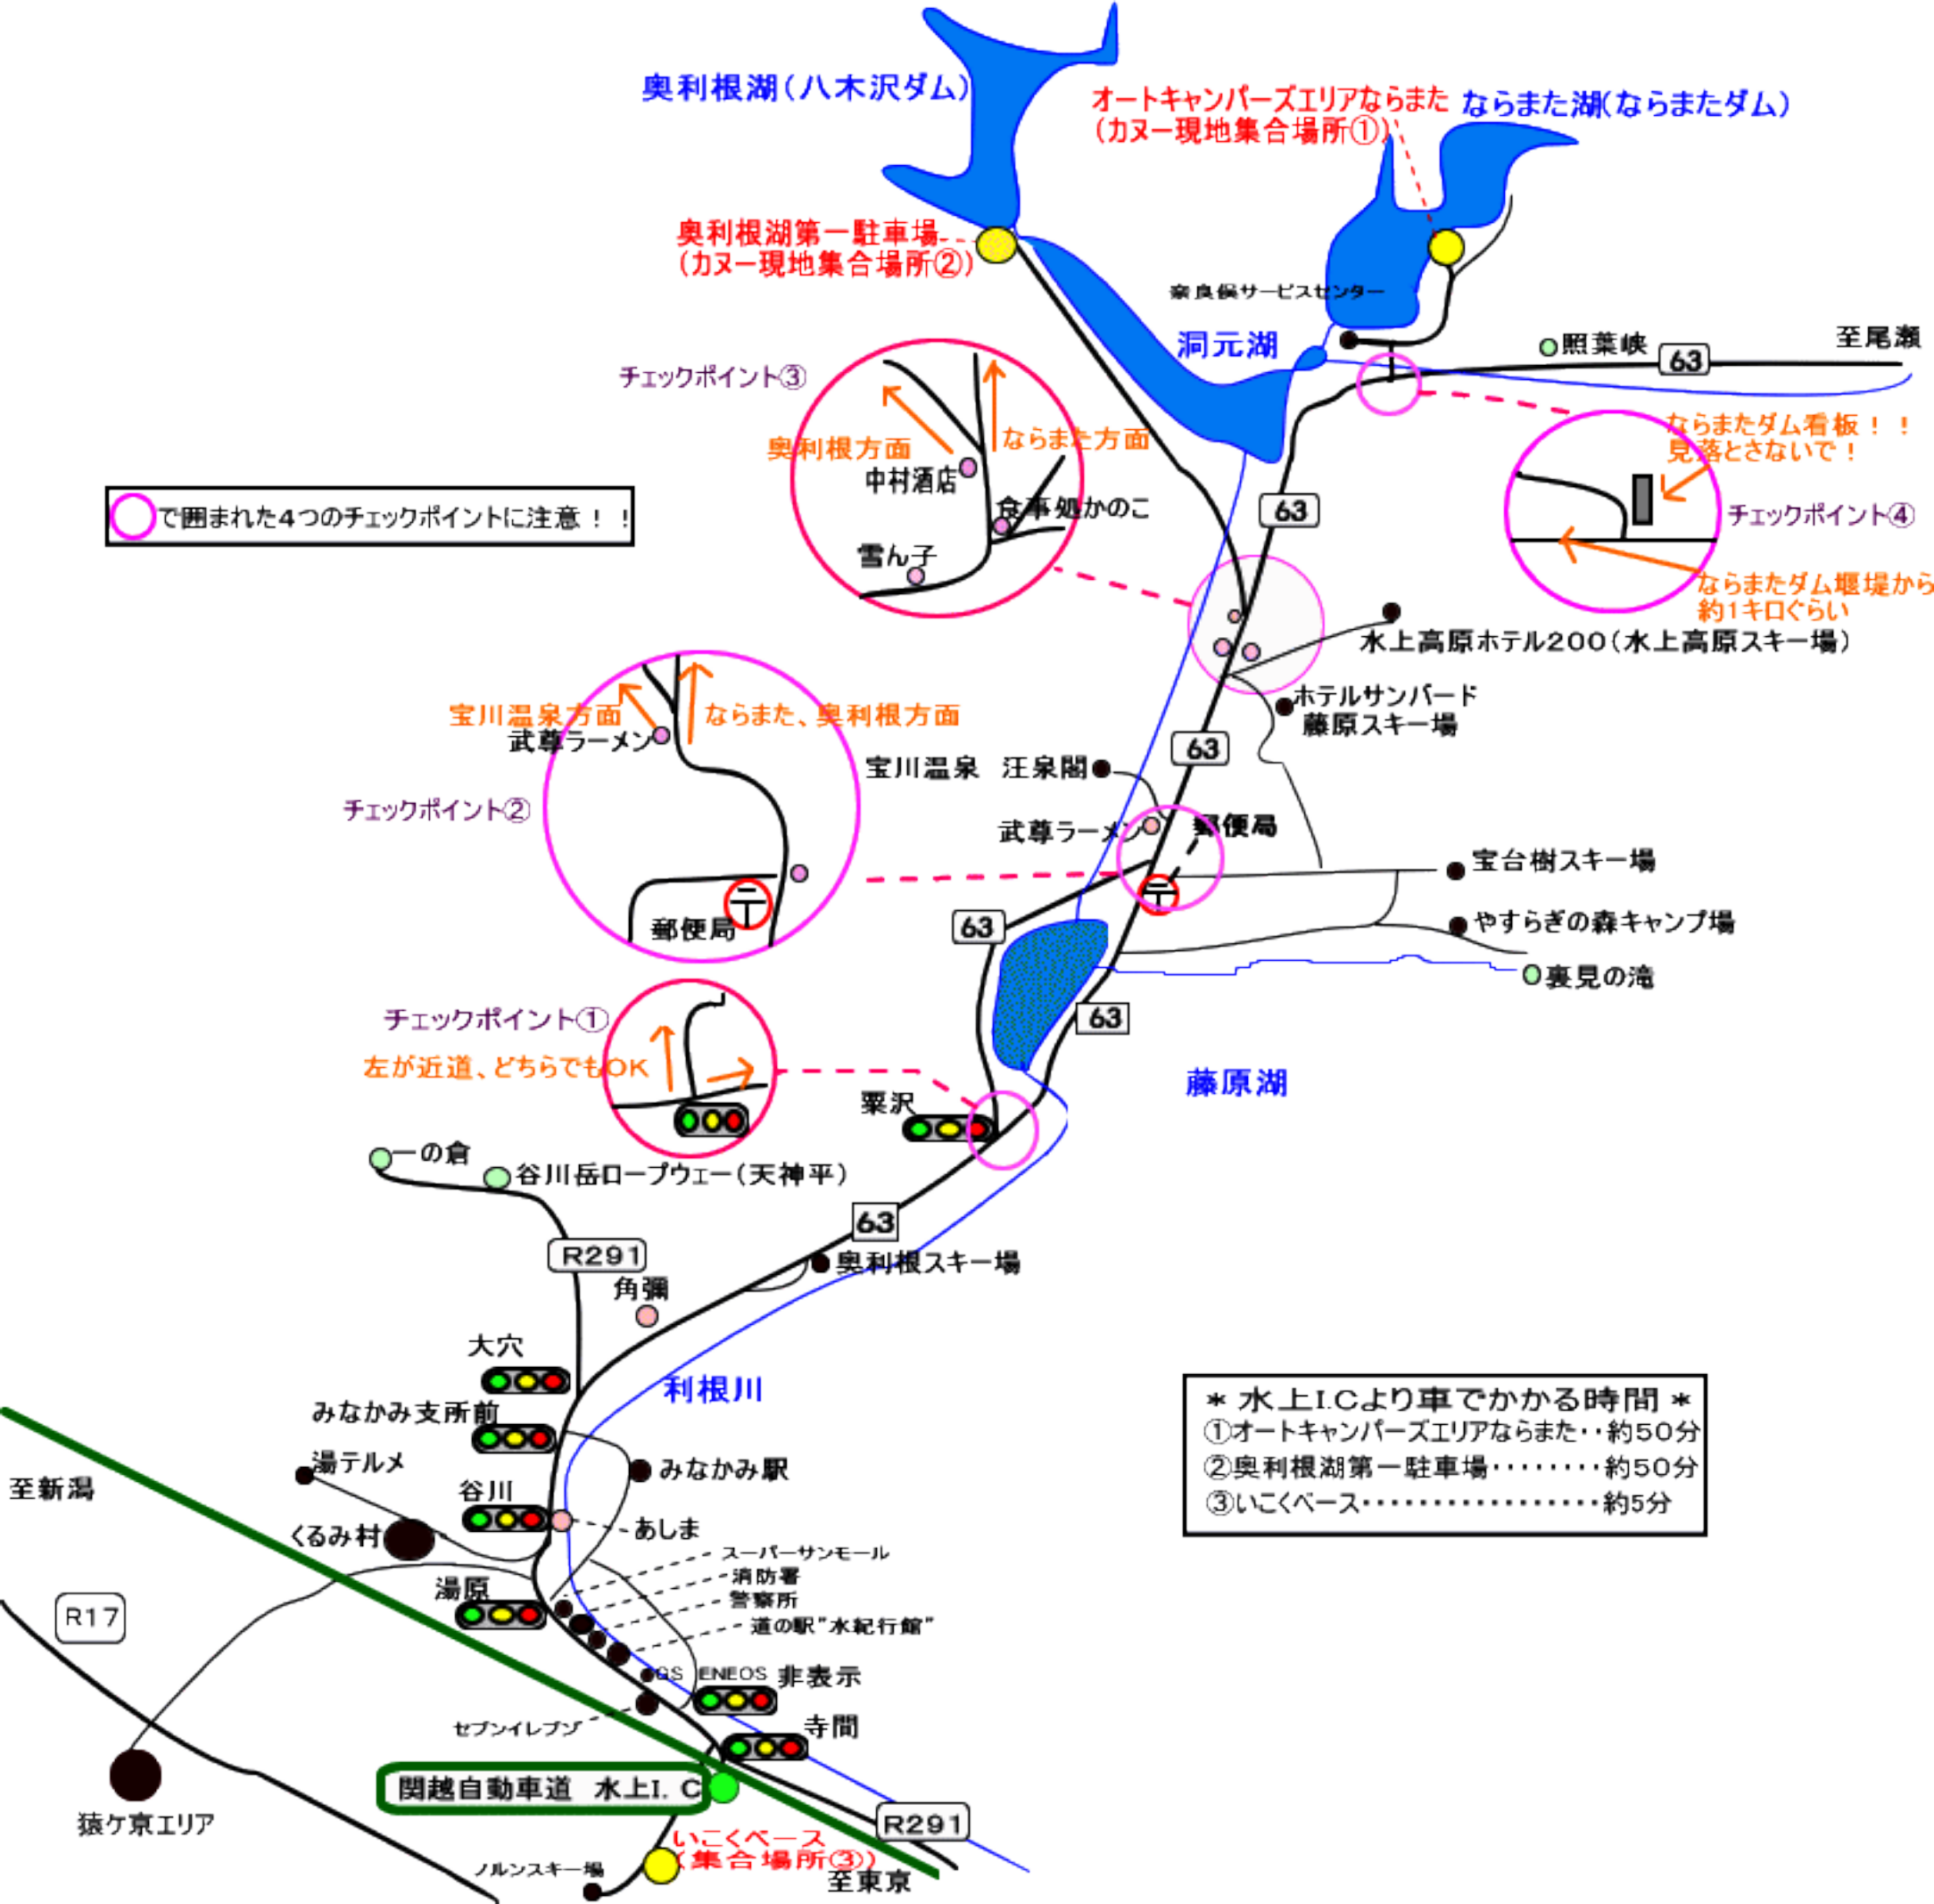 奥利根湖(八木沢ダム)
オートキャンパーズエリアならまた
(カヌー現地集合場所①)
ならまた湖(ならまたダム)
奥利根湖第一駐車場
(カヌー現地集合場所②)
奈良俣サービスセンター
洞元湖
照葉峡
63
至尾瀬
チェックポイント③
奥利根方面
ならまた方面
中村酒店
食事処かのこ
雪ん子
ならまたダム看板!!
見落とさないで!
チェックポイント④
ならまたダム堰堤から
約1キロぐらい
○で囲まれた4つのチェックポイントに注意!!
63
水上高原ホテル200(水上高原スキー場)
ホテルサンバード
藤原スキー場
63
宝川温泉方面
ならまた、奥利根方面
武尊ラーメン
チェックポイント②
郵便局
宝川温泉 汪泉閣
武尊ラーメン
郵便局
宝台樹スキー場
63
やすらぎの森キャンプ場
裏見の滝
63
チェックポイント①
左が近道、どちらでもOK
藤原湖
粟沢
一の倉
谷川岳ロープウェー(天神平)
63
R291
奥利根スキー場
角彌
大穴
利根川
みなかみ支所前
湯テルメ
みなかみ駅
至新潟
谷川
くるみ村
あしま
スーパーサンモール
消防署
警察所
道の駅"水紀行館"
湯原
R17
GS ENEOS
非表示
セブンイレブン
寺間
関越自動車道 水上I.C
猿ケ京エリア
R291
いこくベース
(集合場所③)
ノルンスキー場
至東京
*水上I.Cより車でかかる時間*
①オートキャンパーズエリアならまた‥約50分
②奥利根湖第一駐車場‥‥‥‥約50分
③いこくベース‥‥‥‥‥‥‥‥‥約5分